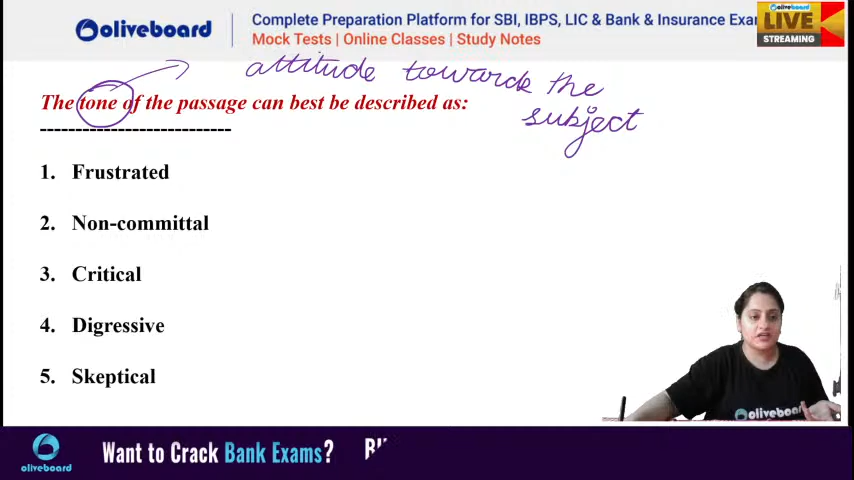 oliveboard
Complete Preparation Platform for SBI, IBPS, LIC & Bank & Insurance Exa
Mock Tests | Online Classes | Study Notes
oliveboard
LIVE
STREAMING
attitude towards the
subject
The tone of the passage can best be described as:
---------------------------
1. Frustrated
2. Non-committal
3. Critical
4. Digressive
5. Skeptical
oliveboard
oliveboard
Want to Crack Bank Exams?